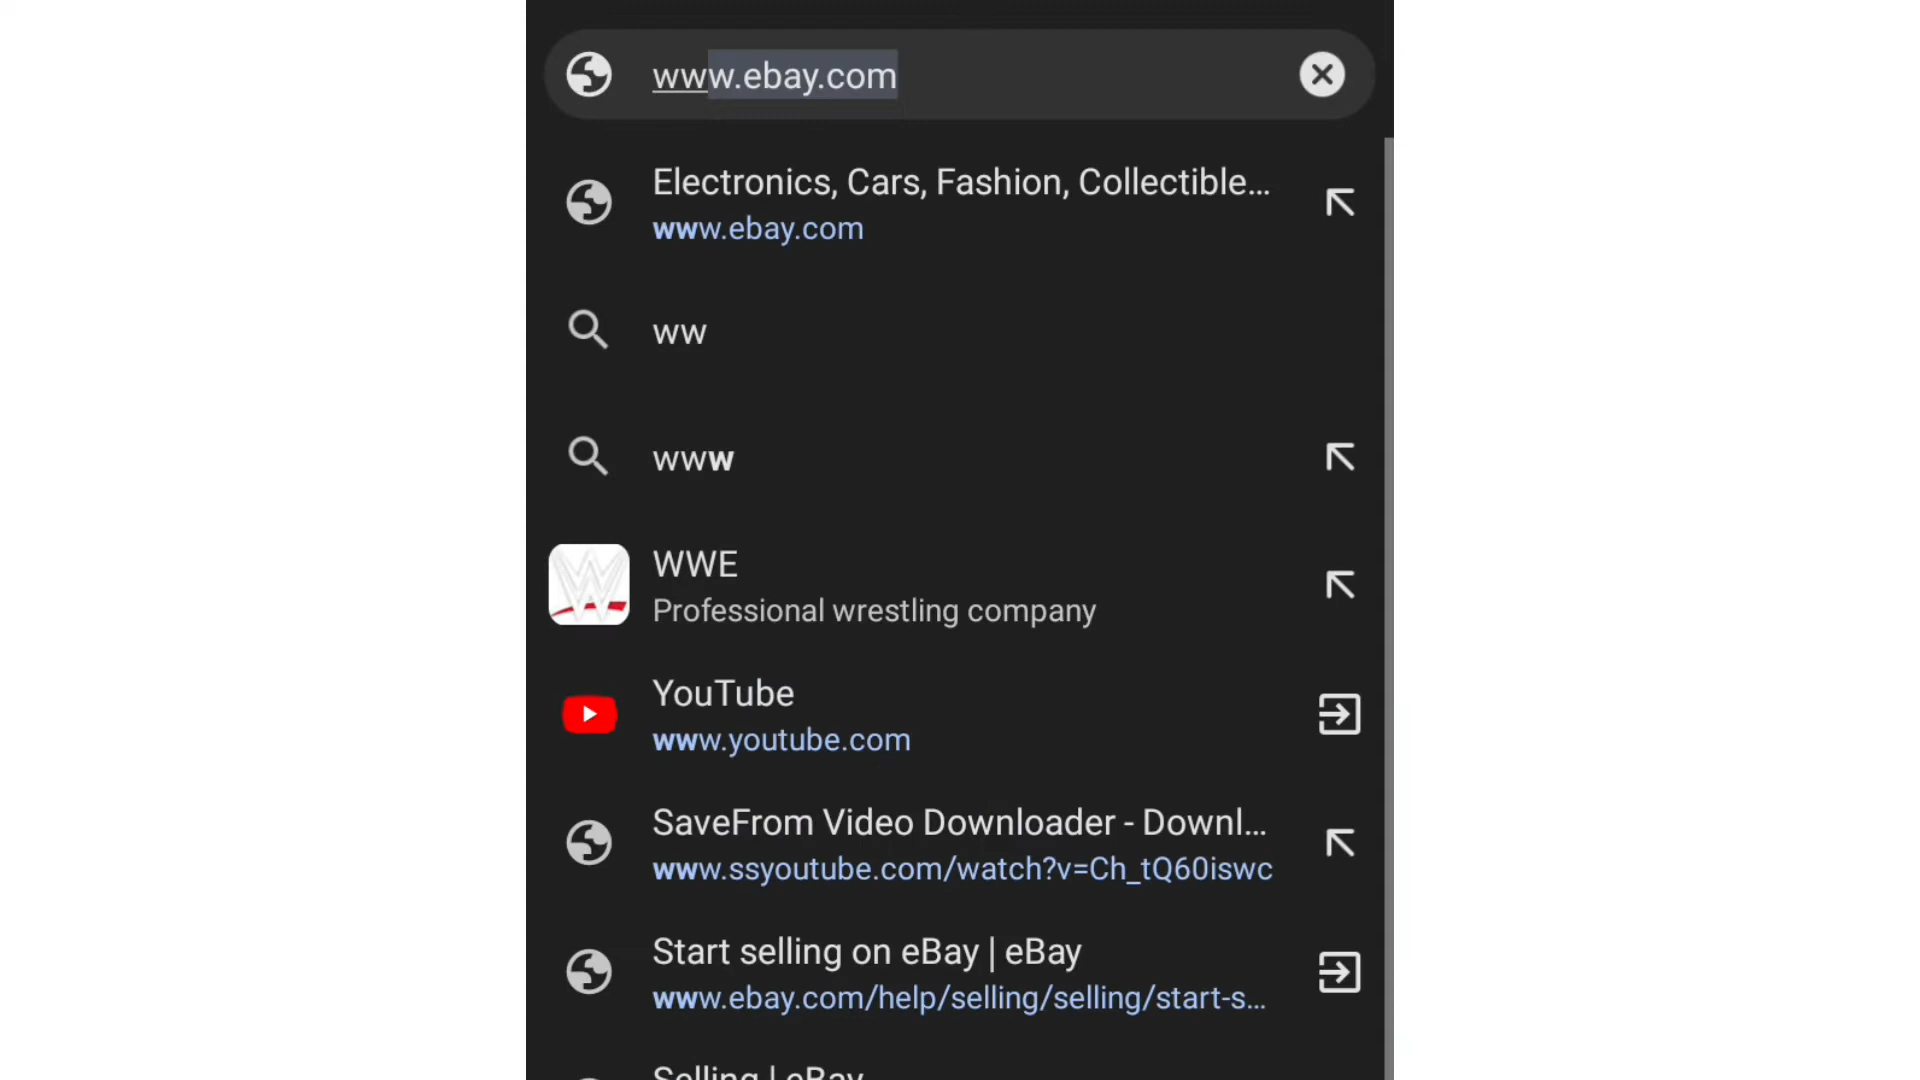 www.ebay.com
Electronics, Cars, Fashion, Collectible...
www.ebay.com
ww
www
WWE
Professional wrestling company
YouTube
www.youtube.com
SaveFrom Video Downloader - Downl...
www.ssyoutube.com/watch?v=Ch_tQ60iswc
Start selling on eBay | eBay
www.ebay.com/help/selling/selling/start-s...
Selling | eBay